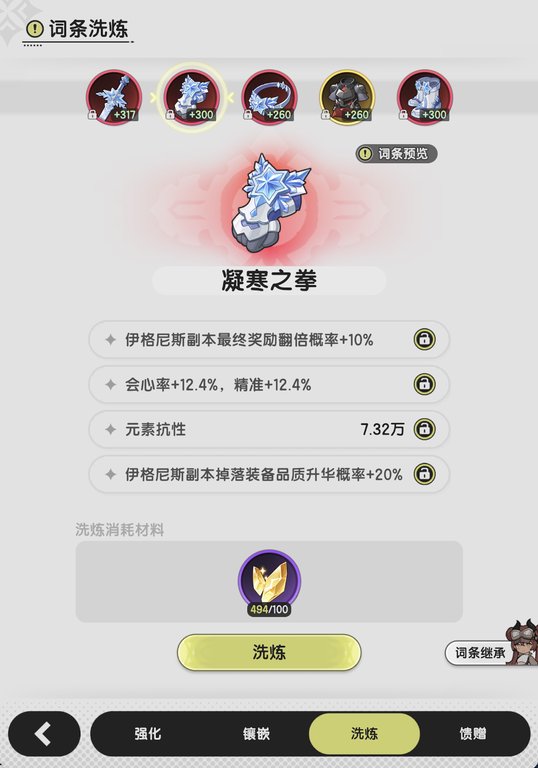 词条洗炼
+317
+300
+260
+260
+300
词条预览
凝寒之拳
伊格尼斯副本最终奖励翻倍概率+10%
会心率+12.4%，精准+12.4%
元素抗性 7.32万
伊格尼斯副本掉落装备品质升华概率+20%
洗炼消耗材料
494/100
洗炼
词条继承
强化 镶嵌 洗炼 馈赠